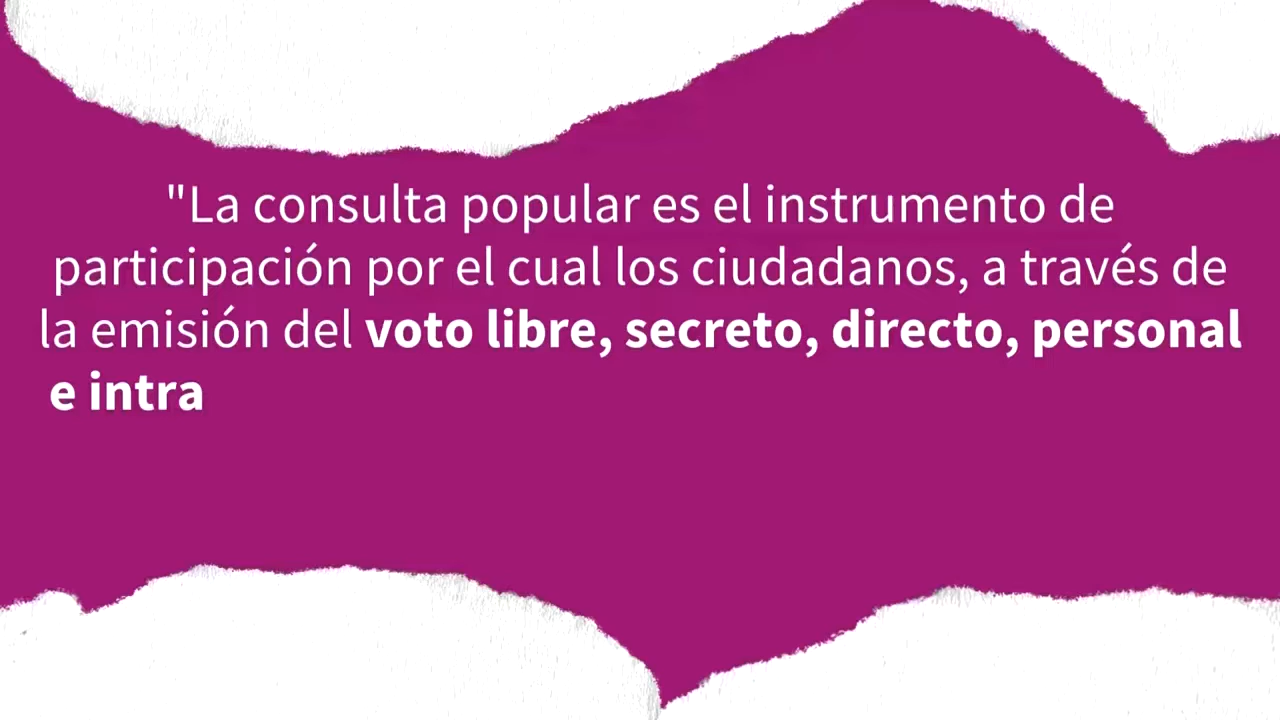 "La consulta popular es el instrumento de
participación por el cual los ciudadanos, a través de
la emisión del voto libre, secreto, directo, personal
e intra